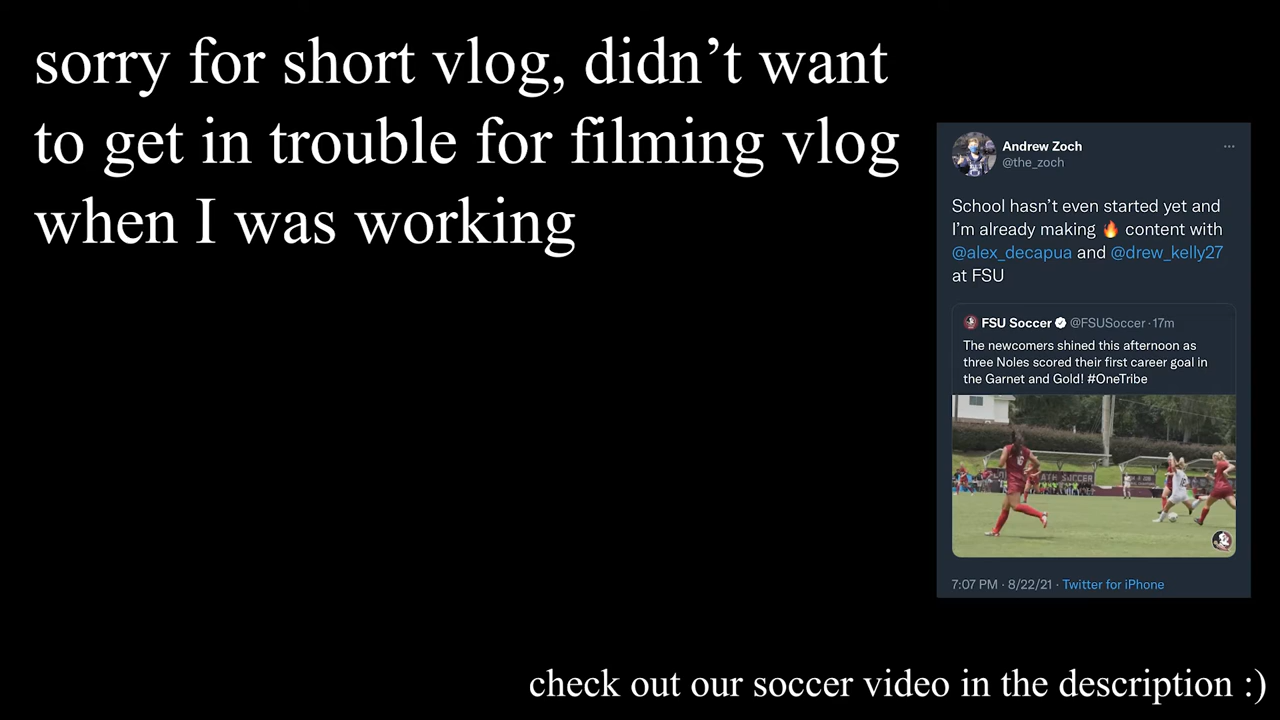 sorry for short vlog, didn’t want
to get in trouble for filming vlog
when I was working
Andrew Zoch
@the_zoch
School hasn’t even started yet and
I’m already making 🔥 content with
@alex_decapua and @drew_kelly27
at FSU
FSU Soccer @FSUSoccer · 17m
The newcomers shined this afternoon as
three Noles scored their first career goal in
the Garnet and Gold! #OneTribe
SOCCER
7:07 PM · 8/22/21 · Twitter for iPhone
check out our soccer video in the description :)